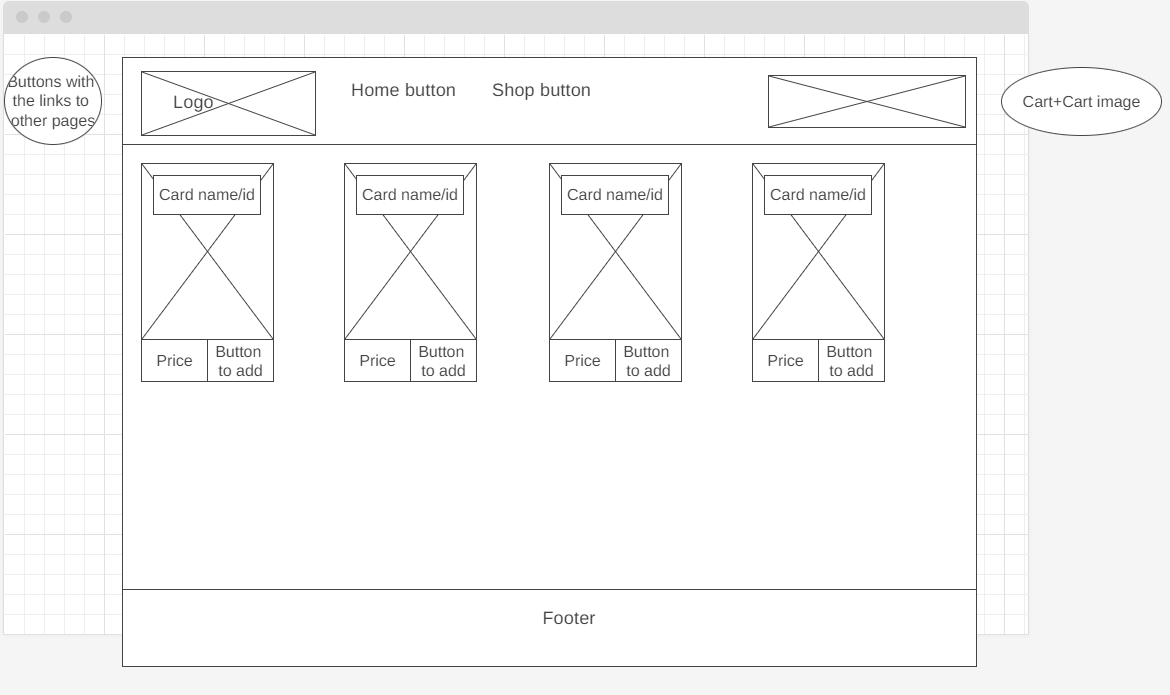 Buttons with
the links to
other pages
Logo
Home button
Shop button
Cart+Cart image
Card name/id
Card name/id
Card name/id
Card name/id
Price
Button
to add
Price
Button
to add
Price
Button
to add
Price
Button
to add
Footer